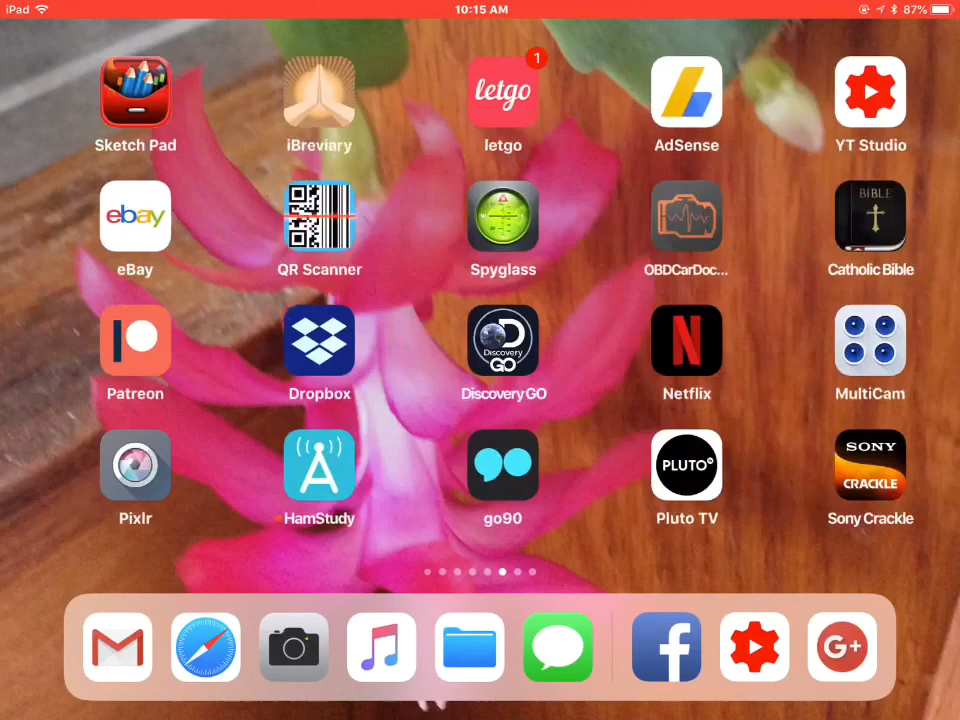 iPad 10:15 AM 87%
letgo 1
Sketch Pad iBreviary letgo AdSense YT Studio
ebay BIBLE
eBay QR Scanner Spyglass OBDCarDoc... Catholic Bible
Discovery GO N
Patreon Dropbox Discovery GO Netflix MultiCam
PLUTO tv SONY CRACKLE
Pixlr HamStudy go90 Pluto TV Sony Crackle
f G+